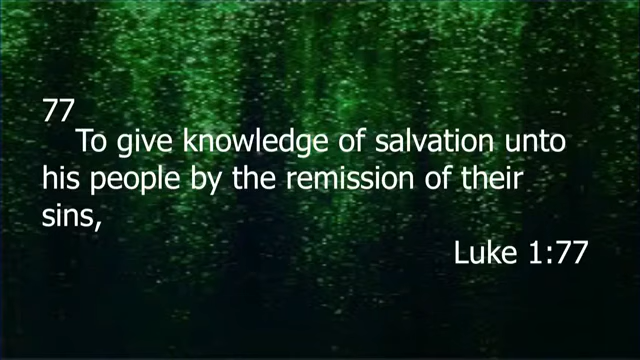 77
To give knowledge of salvation unto
his people by the remission of their
sins,
Luke 1:77